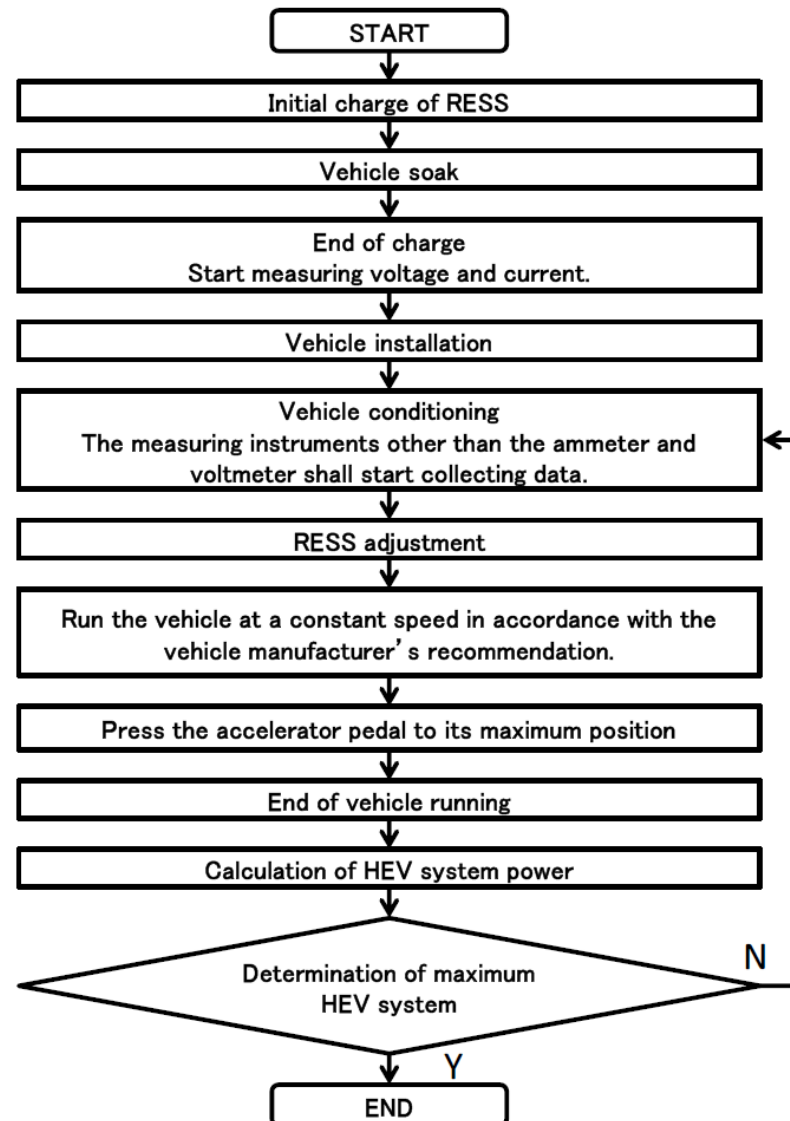 START
Initial charge of RESS
Vehicle soak
End of charge
Start measuring voltage and current.
Vehicle installation
Vehicle conditioning
The measuring instruments other than the ammeter and
voltmeter shall start collecting data.
RESS adjustment
Run the vehicle at a constant speed in accordance with the
vehicle manufacturer's recommendation.
Press the accelerator pedal to its maximum position
End of vehicle running
Calculation of HEV system power
Determination of maximum
HEV system
N
Y
END